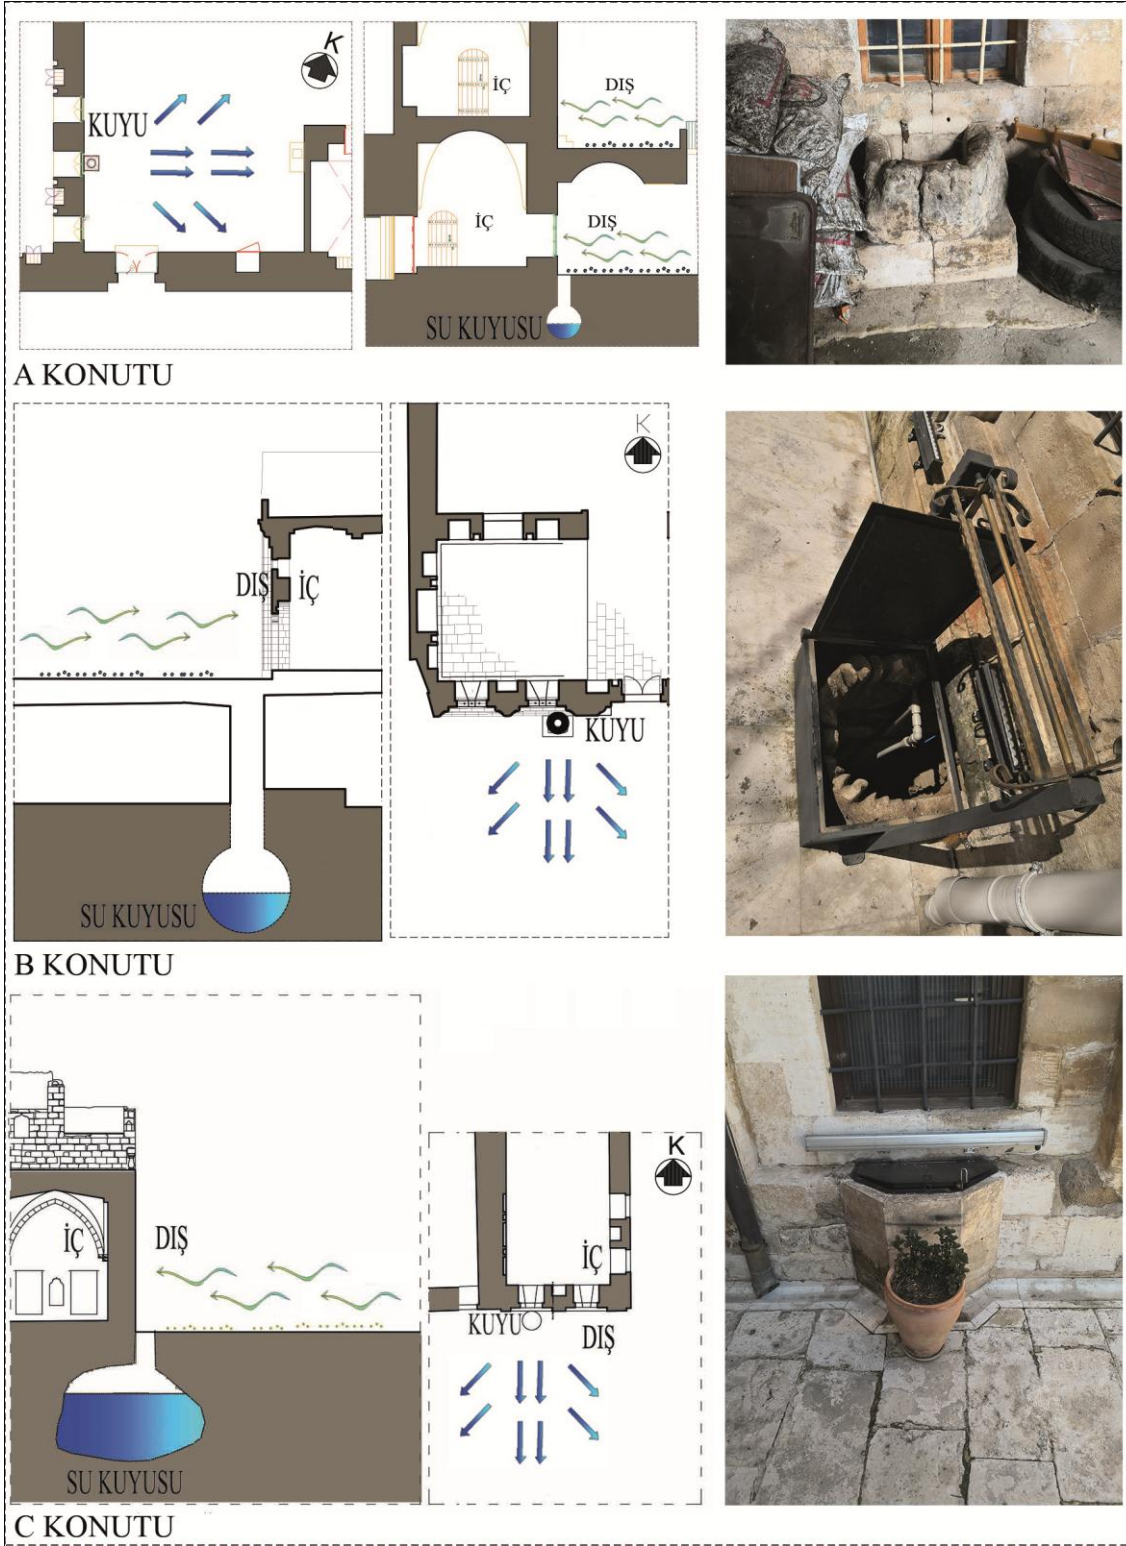 K
KUYU
İÇ
DIŞ
İÇ
DIŞ
SU KUYUSU
A KONUTU
DIŞ İÇ
SU KUYUSU
K
KUYU
B KONUTU
İÇ
DIŞ
SU KUYUSU
K
İÇ
KUYU
DIŞ
C KONUTU